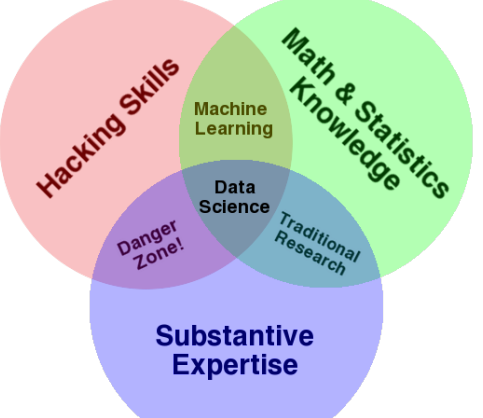 Hacking Skills
Math & Statistics
Knowledge
Machine
Learning
Data
Science
Danger
Zone!
Traditional
Research
Substantive
Expertise